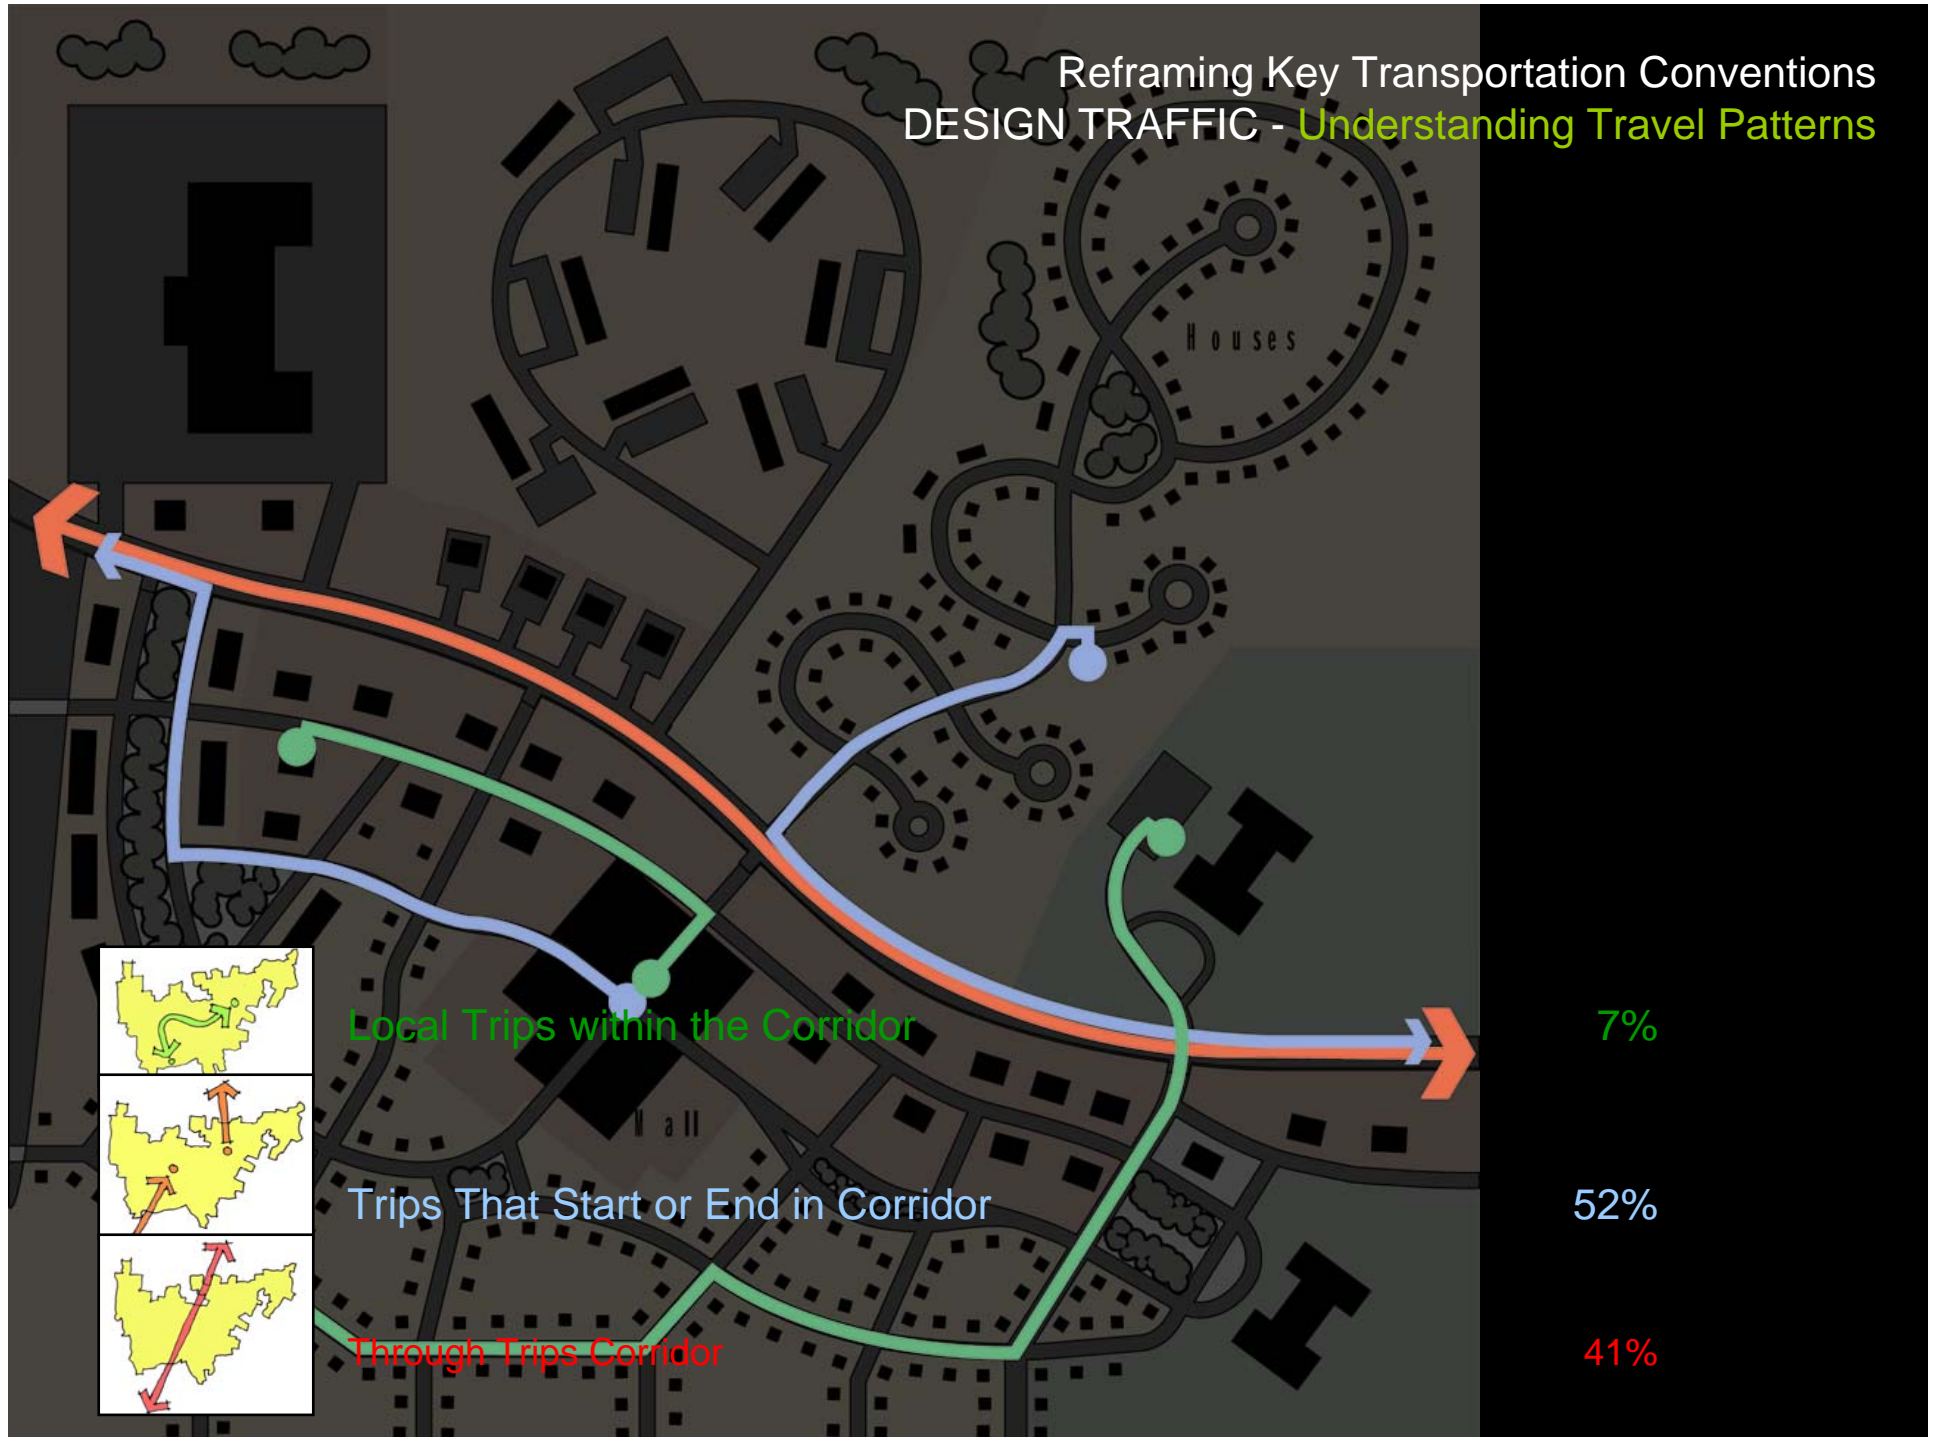 Reframing Key Transportation Conventions
DESIGN TRAFFIC - Understanding Travel Patterns
Houses
Local Trips within the Corridor 7%
Mall
Trips That Start or End in Corridor 52%
Through Trips Corridor 41%